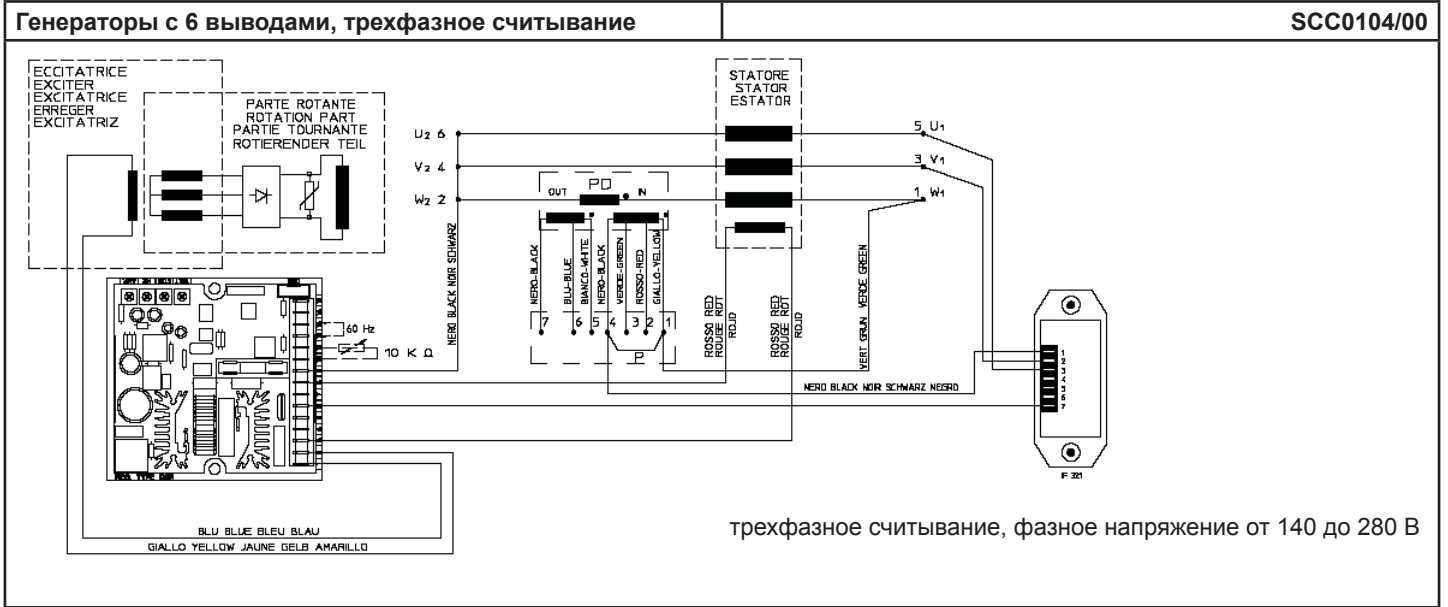 Генераторы с 6 выводами, трехфазное считывание
SCC0104/00
ECCITATRICE
EXCITER
EXCITATRICE
ERREGER
EXCITATRIZ
PARTE ROTANTE
ROTATION PART
PARTIE TOURNANTE
ROTIERENDER TEIL
STATORE
STATOR
ESTATOR
U2 6
V2 4
W2 2
5 U1
3 V1
1 W1
OUT PD IN
NERO-BLACK
BLU-BLUE
BIANCO-WHITE
NERO-BLACK
VERDE-GREEN
ROSSO-RED
GIALLO-YELLOW
7 6 5 4 3 2 1
P
NERO BLACK NOIR SCHWARZ
ROSSO RED
ROUGE ROT
ROJO
ROSSO RED
ROUGE ROT
ROJO
VERT GRUN VERDE GREEN
60 Hz
10 K Ω
NERO BLACK NOIR SCHWARZ NEGRO
1
2
3
4
5
6
7
BLU BLUE BLEU BLAU
GIALLO YELLOW JAUNE GELB AMARILLO
трехфазное считывание, фазное напряжение от 140 до 280 В